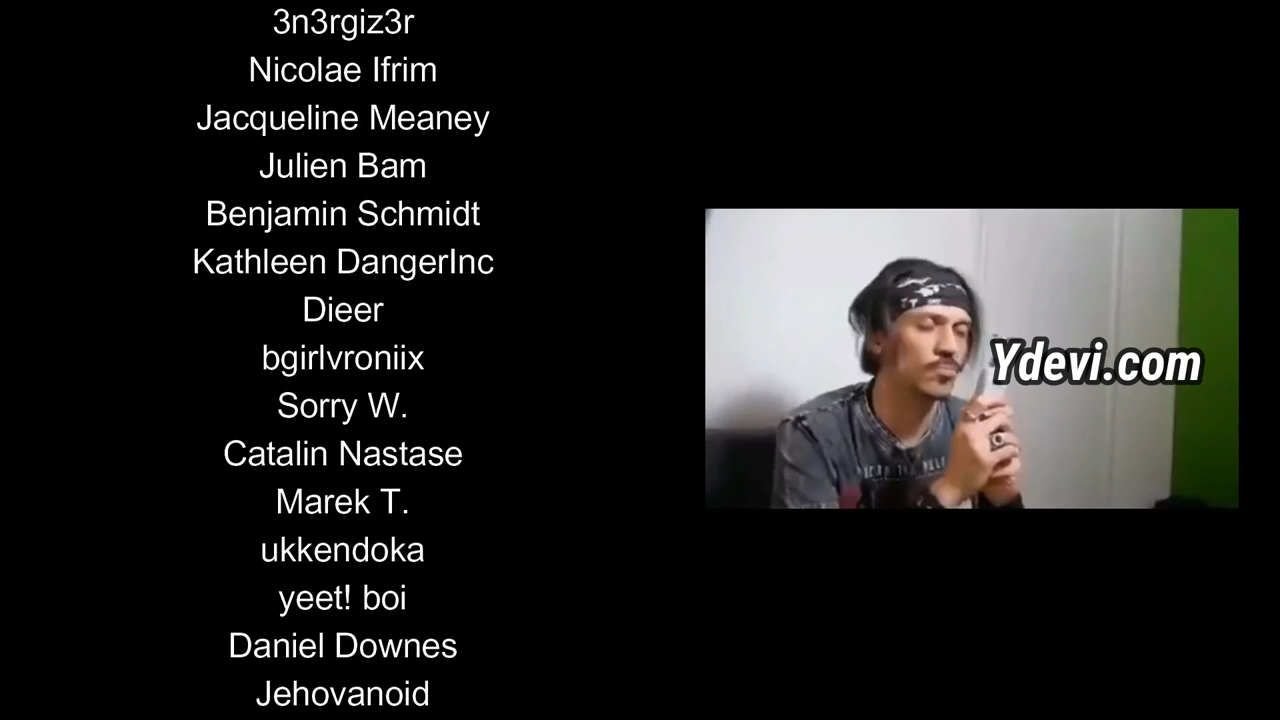 3n3rgiz3r
Nicolae Ifrim
Jacqueline Meaney
Julien Bam
Benjamin Schmidt
Kathleen DangerInc
Dieer
bgirlvroniix
Sorry W.
Catalin Nastase
Marek T.
ukkendoka
yeet! boi
Daniel Downes
Jehovanoid
Ydevi.com